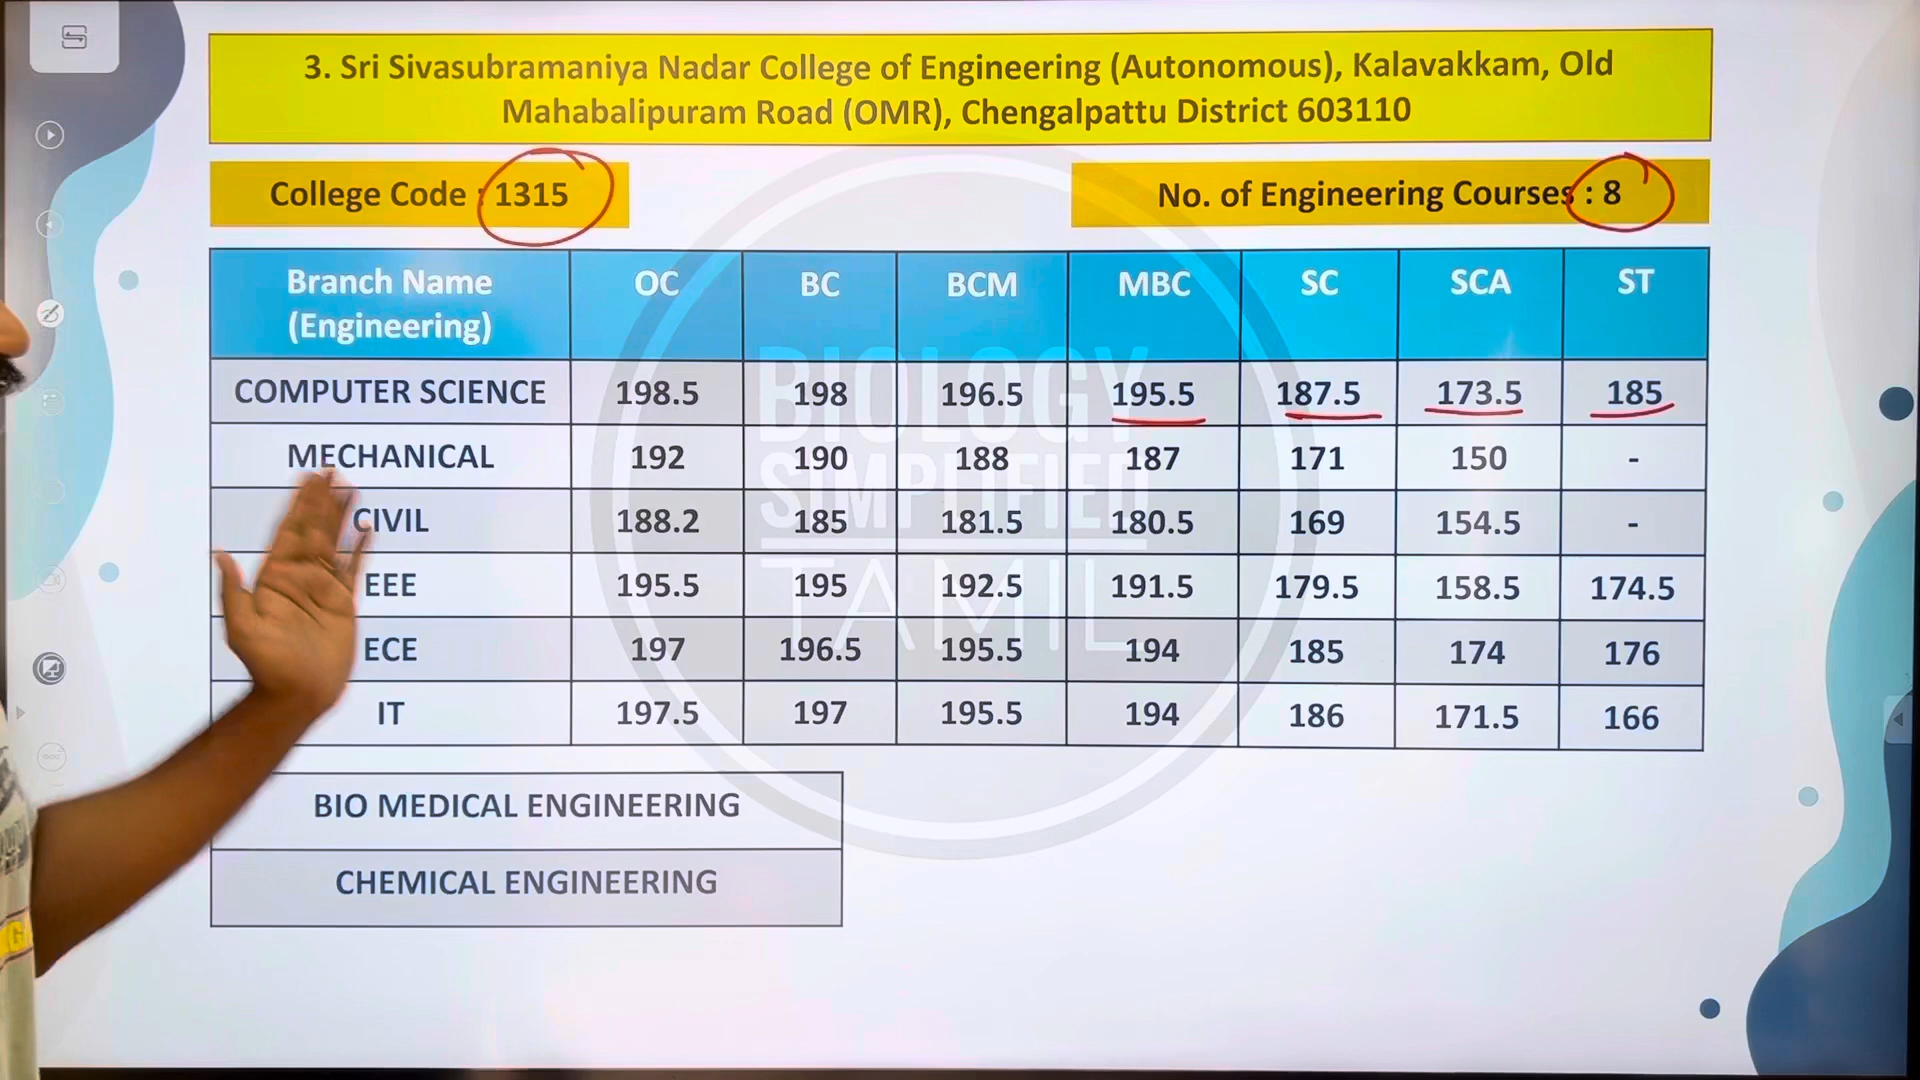 3. Sri Sivasubramaniya Nadar College of Engineering (Autonomous), Kalavakkam, Old
Mahabalipuram Road (OMR), Chengalpattu District 603110
College Code : 1315
No. of Engineering Courses : 8
Branch Name (Engineering) OC BC BCM MBC SC SCA ST
COMPUTER SCIENCE 198.5 198 196.5 195.5 187.5 173.5 185
MECHANICAL 192 190 188 187 171 150 -
CIVIL 188.2 185 181.5 180.5 169 154.5 -
EEE 195.5 195 192.5 191.5 179.5 158.5 174.5
ECE 197 196.5 195.5 194 185 174 176
IT 197.5 197 195.5 194 186 171.5 166
BIO MEDICAL ENGINEERING
CHEMICAL ENGINEERING
BIOLOGY
SIMPLIFIED
TAMIL